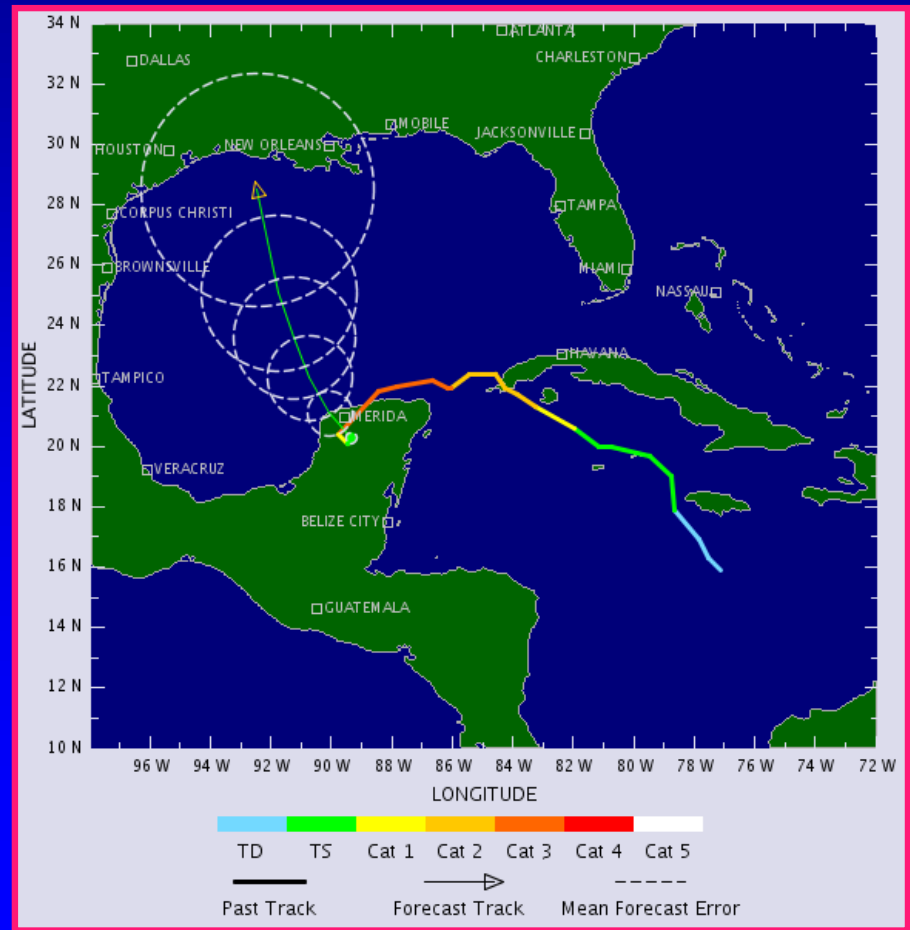 34 N
ATLANTA
CHARLESTON
DALLAS
32 N
MOBILE
JACKSONVILLE
30 N
HOUSTON
NEW ORLEANS
28 N
CORPUS CHRISTI
TAMPA
26 N
BROWNSVILLE
MIAMI
NASSAU
24 N
HAVANA
LATITUDE
22 N
TAMPICO
MERIDA
20 N
VERACRUZ
18 N
BELIZE CITY
16 N
GUATEMALA
14 N
12 N
10 N
96 W 94 W 92 W 90 W 88 W 86 W 84 W 82 W 80 W 78 W 76 W 74 W 72 W
LONGITUDE
TD TS Cat 1 Cat 2 Cat 3 Cat 4 Cat 5
Past Track Forecast Track Mean Forecast Error